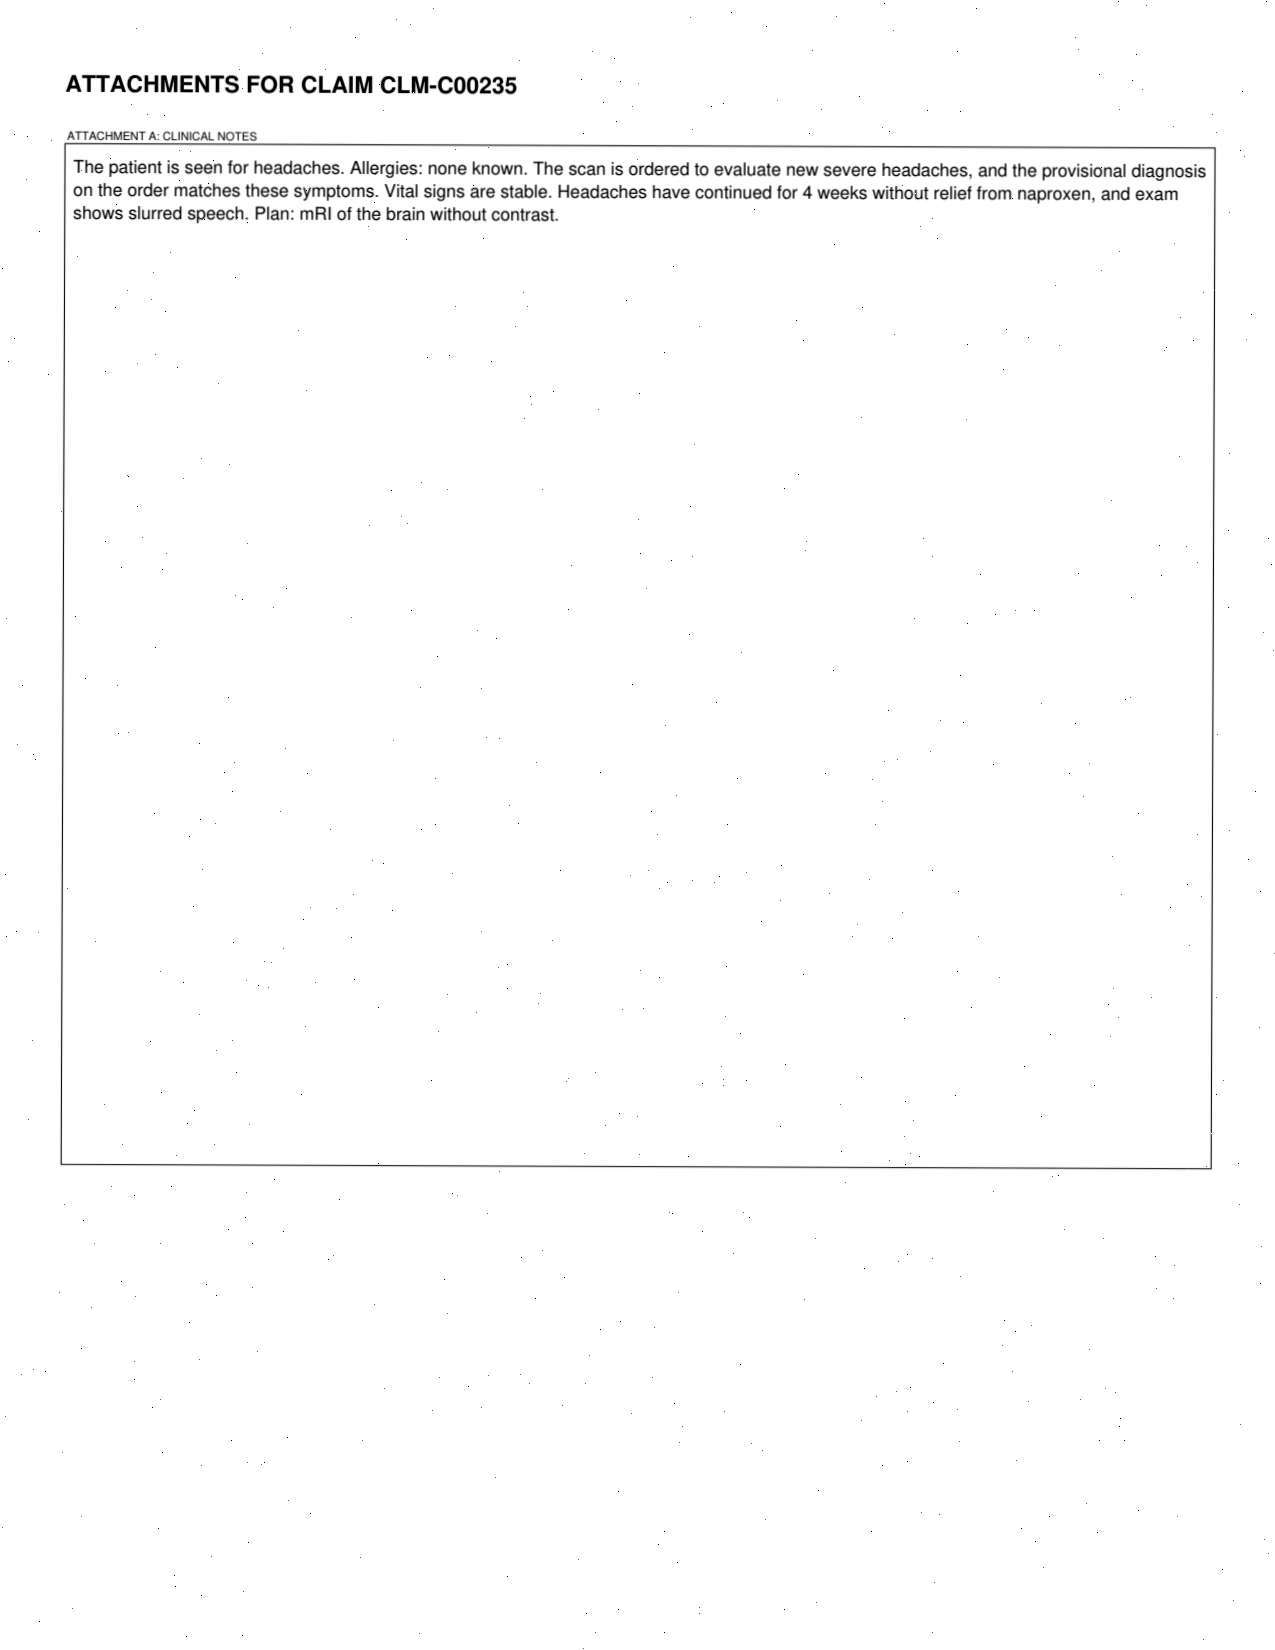 ATTACHMENTS FOR CLAIM CLM-C00235
ATTACHMENT A: CLINICAL NOTES
The patient is seen for headaches. Allergies: none known. The scan is ordered to evaluate new severe headaches, and the provisional diagnosis
on the order matches these symptoms. Vital signs are stable. Headaches have continued for 4 weeks without relief from naproxen, and exam
shows slurred speech. Plan: mRI of the brain without contrast.